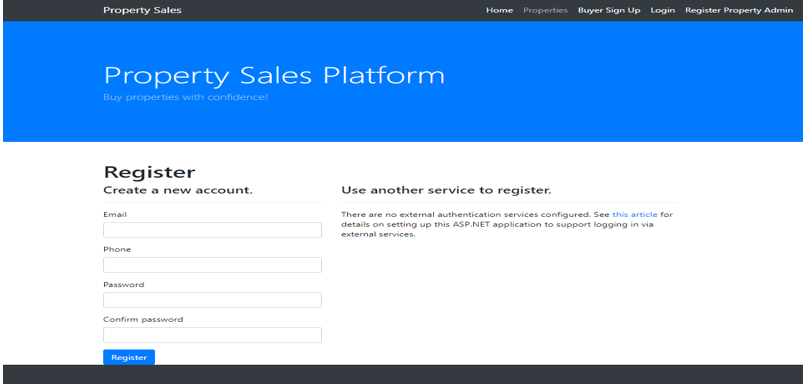 Property Sales
Home Properties Buyer Sign Up Login Register Property Admin
Property Sales Platform
Buy properties with confidence!
Register
Create a new account.
Email
Phone
Password
Confirm password
Register
Use another service to register.
There are no external authentication services configured. See this article for
details on setting up this ASP.NET application to support logging in via
external services.